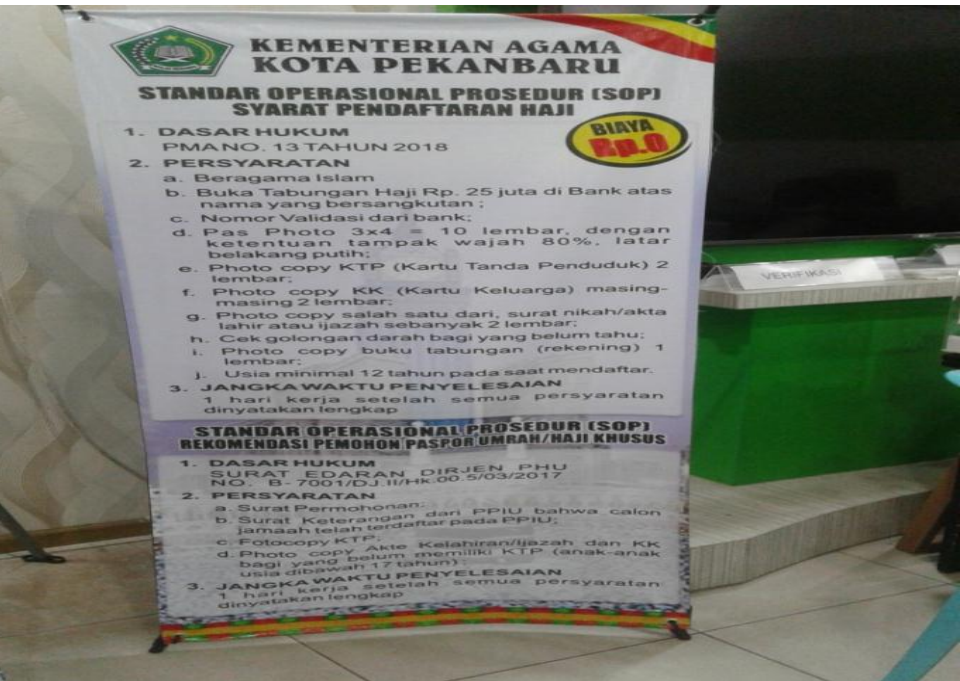 KEMENTERIAN AGAMA
KOTA PEKANBARU
STANDAR OPERASIONAL PROSEDUR (SOP)
SYARAT PENDAFTARAN HAJI
BIAYA
Rp.0
1. DASAR HUKUM
PMA NO. 13 TAHUN 2018
2. PERSYARATAN
a. Beragama Islam
b. Buka Tabungan Haji Rp. 25 juta di Bank atas
nama yang bersangkutan ;
c. Nomor Validasi dari bank;
d. Pas Photo 3x4 = 10 lembar, dengan
ketentuan tampak wajah 80%, latar
belakang putih;
e. Photo copy KTP (Kartu Tanda Penduduk) 2
lembar;
f. Photo copy KK (Kartu Keluarga) masing-
masing 2 lembar;
g. Photo copy salah satu dari, surat nikah/akta
lahir atau ijazah sebanyak 2 lembar;
h. Cek golongan darah bagi yang belum tahu;
i. Photo copy buku tabungan (rekening) 1
lembar;
j. Usia minimal 12 tahun pada saat mendaftar.
3. JANGKA WAKTU PENYELESAIAN
1 hari kerja setelah semua persyaratan
dinyatakan lengkap
STANDAR OPERASIONAL PROSEDUR (SOP)
REKOMENDASI PEMOHON PASPOR UMRAH/HAJI KHUSUS
1. DASAR HUKUM
SURAT EDARAN DIRJEN PHU
NO. B-7001/DJ.II/Hk.00.5/03/2017
2. PERSYARATAN
a. Surat Permohonan.
b. Surat Keterangan dari PPIU bahwa calon
jamaah telah terdaftar pada PPIU;
c. Fotocopy KTP;
d. Photo copy Akte Kelahiran/Ijazah dan KK
bagi yang belum memiliki KTP (anak-anak
usia dibawah 17 tahun) ;
3. JANGKA WAKTU PENYELESAIAN
1 hari kerja setelah semua persyaratan
dinyatakan lengkap
VERIFIKASI